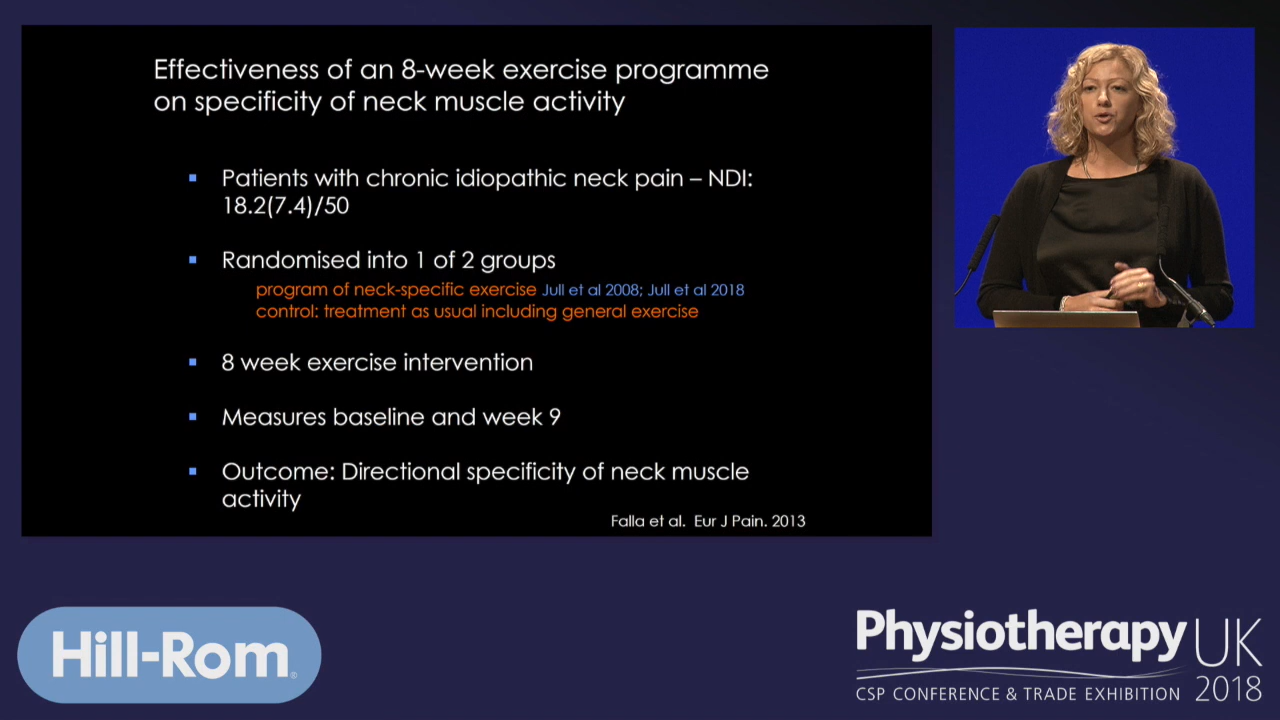 Effectiveness of an 8-week exercise programme
on specificity of neck muscle activity
▪ Patients with chronic idiopathic neck pain – NDI:
18.2(7.4)/50
▪ Randomised into 1 of 2 groups
program of neck-specific exercise Jull et al 2008; Jull et al 2018
control: treatment as usual including general exercise
▪ 8 week exercise intervention
▪ Measures baseline and week 9
▪ Outcome: Directional specificity of neck muscle
activity
Falla et al. Eur J Pain. 2013
Hill-Rom®
Physiotherapy UK
CSP CONFERENCE & TRADE EXHIBITION 2018